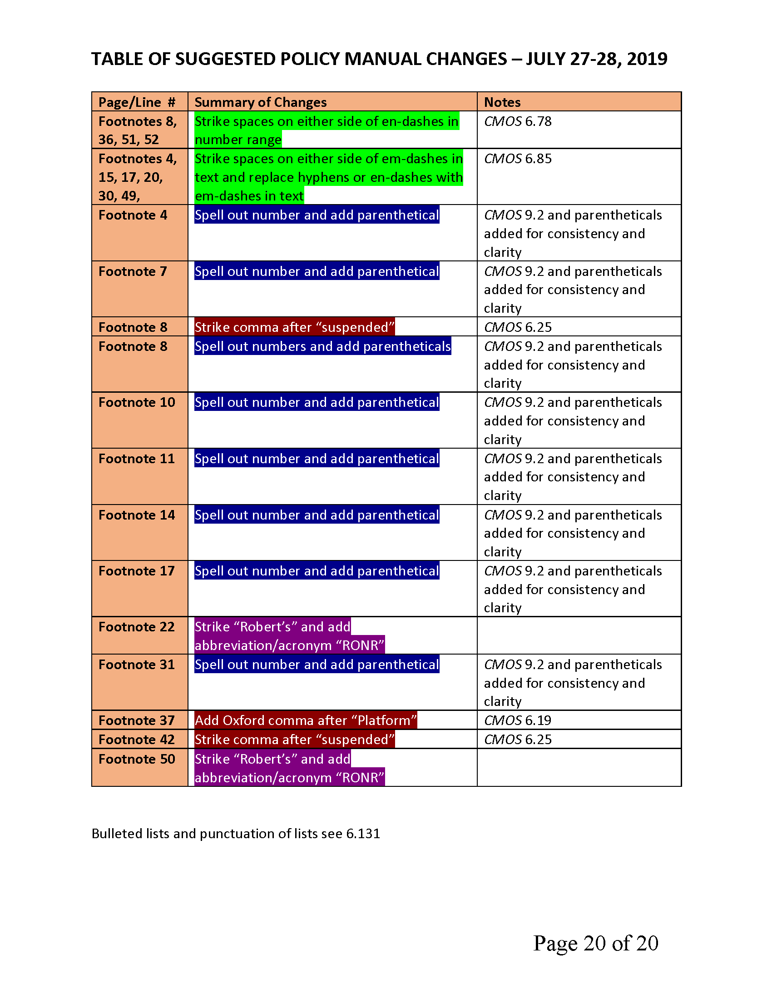 TABLE OF SUGGESTED POLICY MANUAL CHANGES – JULY 27-28, 2019
Page/Line # Summary of Changes Notes
Footnotes 8, Strike spaces on either side of en-dashes in CMOS 6.78
36, 51, 52 number range
Footnotes 4, Strike spaces on either side of em-dashes in CMOS 6.85
15, 17, 20, text and replace hyphens or en-dashes with
30, 49, em-dashes in text
Footnote 4 Spell out number and add parenthetical CMOS 9.2 and parentheticals
added for consistency and
clarity
Footnote 7 Spell out number and add parenthetical CMOS 9.2 and parentheticals
added for consistency and
clarity
Footnote 8 Strike comma after “suspended” CMOS 6.25
Footnote 8 Spell out numbers and add parentheticals CMOS 9.2 and parentheticals
added for consistency and
clarity
Footnote 10 Spell out number and add parenthetical CMOS 9.2 and parentheticals
added for consistency and
clarity
Footnote 11 Spell out number and add parenthetical CMOS 9.2 and parentheticals
added for consistency and
clarity
Footnote 14 Spell out number and add parenthetical CMOS 9.2 and parentheticals
added for consistency and
clarity
Footnote 17 Spell out number and add parenthetical CMOS 9.2 and parentheticals
added for consistency and
clarity
Footnote 22 Strike “Robert’s” and add
abbreviation/acronym “RONR”
Footnote 31 Spell out number and add parenthetical CMOS 9.2 and parentheticals
added for consistency and
clarity
Footnote 37 Add Oxford comma after “Platform” CMOS 6.19
Footnote 42 Strike comma after “suspended” CMOS 6.25
Footnote 50 Strike “Robert’s” and add
abbreviation/acronym “RONR”
Bulleted lists and punctuation of lists see 6.131
Page 20 of 20